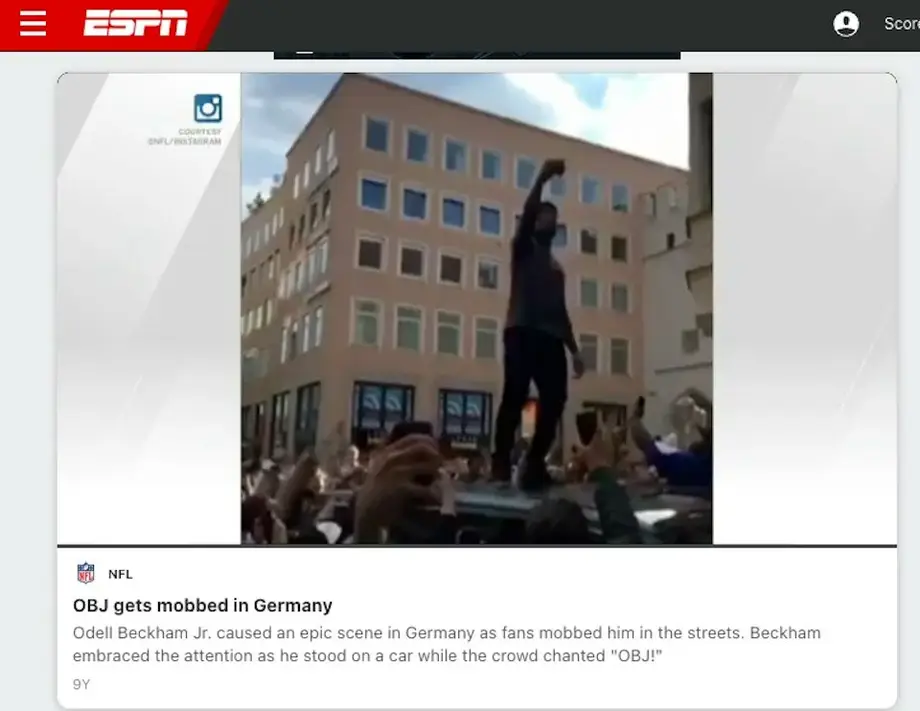 ESPN
Score
COURTESY
@NFL/INSTAGRAM
NFL
OBJ gets mobbed in Germany
Odell Beckham Jr. caused an epic scene in Germany as fans mobbed him in the streets. Beckham
embraced the attention as he stood on a car while the crowd chanted "OBJ!"
9Y